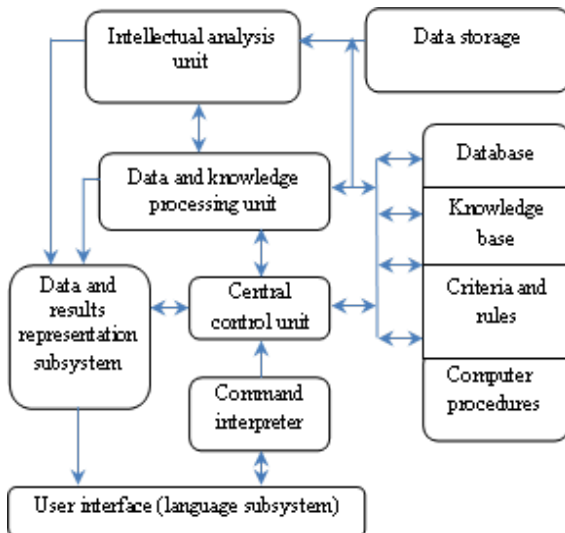 Intellectual analysis
unit
Data storage
Database
Data and knowledge
processing unit
Knowledge
base
Data and
results
representation
subsystem
Central
control unit
Criteria and
rules
Command
interpreter
Computer
procedures
User interface (language subsystem)